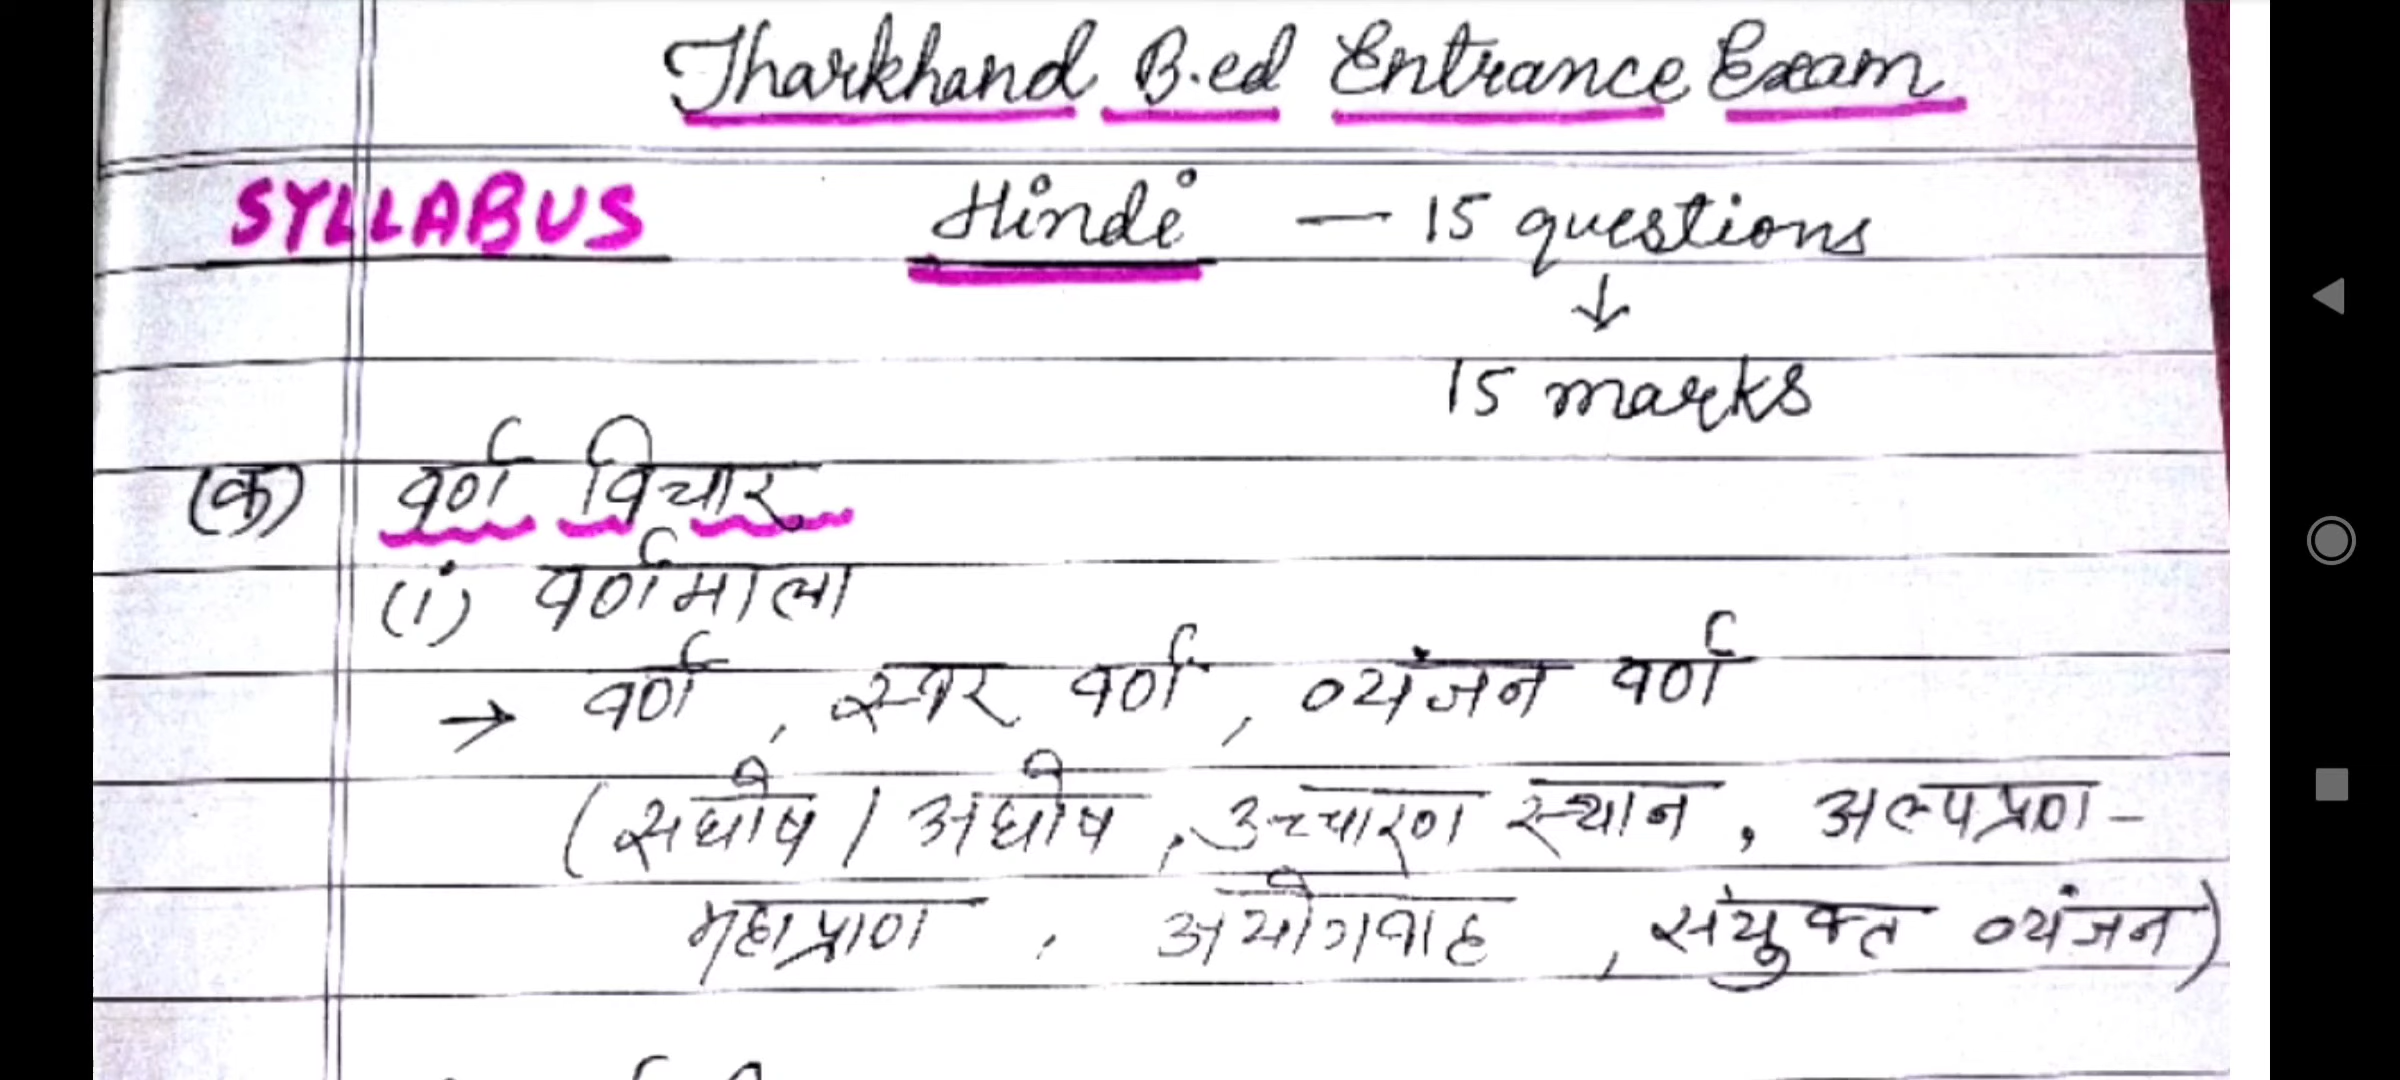 Jharkhand B.ed Entrance Exam
SYLLABUS Hindi — 15 questions
↓
15 marks
(क) वर्ण विचार
(i) वर्णमाला
→ वर्ण, स्वर वर्ण, व्यंजन वर्ण
(सघोष / अघोष, उच्चारण स्थान, अल्पप्राण-
महाप्राण, अयोगवाह, संयुक्त व्यंजन)